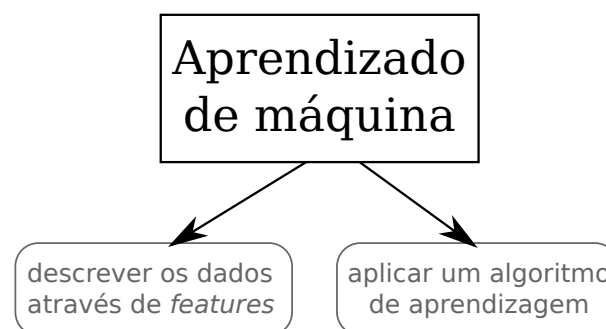 Aprendizado
de máquina
descrever os dados
através de features
aplicar um algoritmo
de aprendizagem